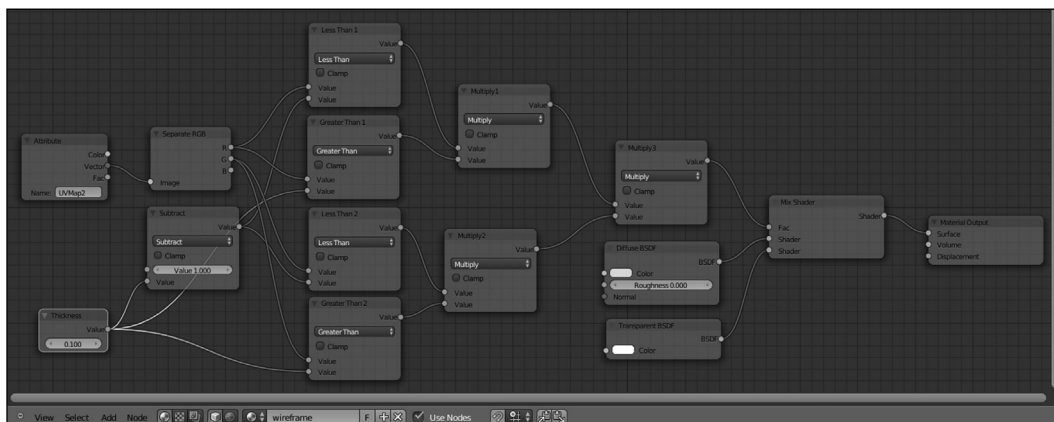 Attribute
Color
Vector
Fac
Name: UVMap2
Separate RGB
R
G
B
Image
Subtract
Value
Subtract
Clamp
Value 1.000
Value
Thickness
Value
0.100
Less Than 1
Value
Less Than
Clamp
Value
Value
Greater Than 1
Value
Greater Than
Clamp
Value
Value
Less Than 2
Value
Less Than
Clamp
Value
Value
Greater Than 2
Value
Greater Than
Clamp
Value
Value
Multiply1
Value
Multiply
Clamp
Value
Value
Multiply2
Value
Multiply
Clamp
Value
Value
Multiply3
Value
Multiply
Clamp
Value
Value
Diffuse BSDF
BSDF
Color
Roughness 0.000
Normal
Transparent BSDF
BSDF
Color
Mix Shader
Shader
Fac
Shader
Shader
Material Output
Surface
Volume
Displacement
View Select Add Node wireframe F Use Nodes